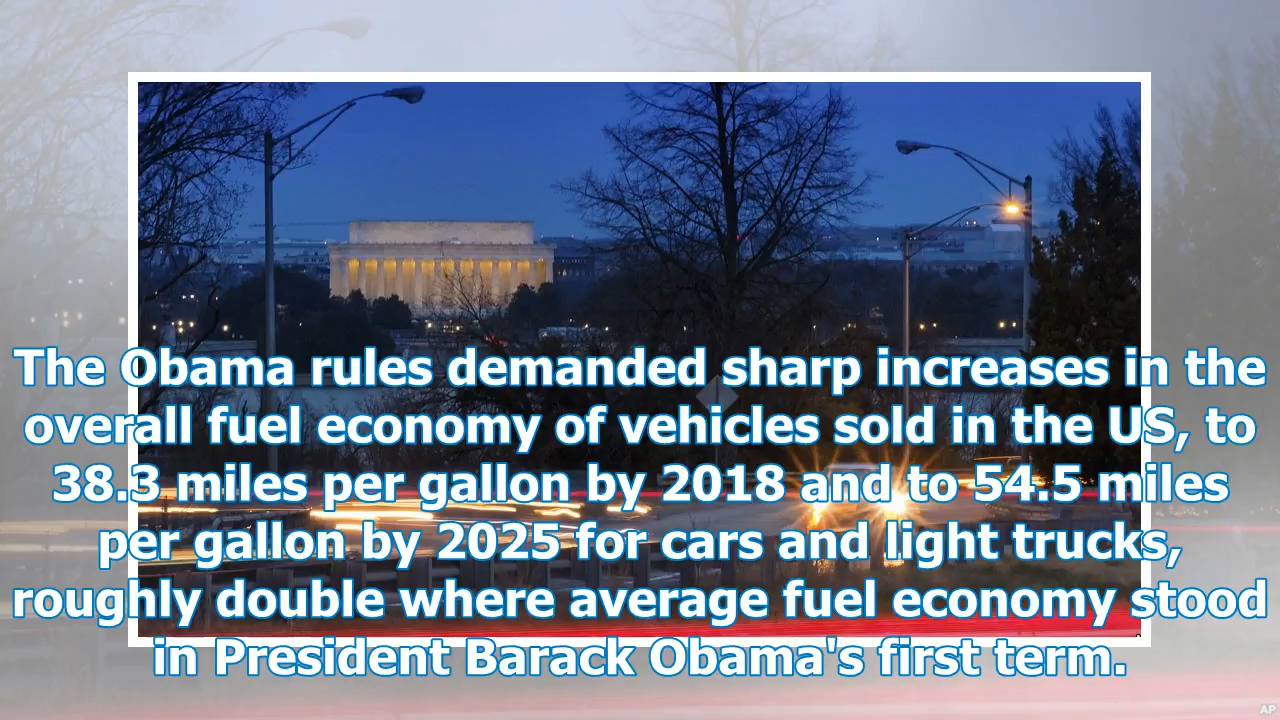 The Obama rules demanded sharp increases in the
overall fuel economy of vehicles sold in the US, to
38.3 miles per gallon by 2018 and to 54.5 miles
per gallon by 2025 for cars and light trucks,
roughly double where average fuel economy stood
in President Barack Obama's first term.
AP